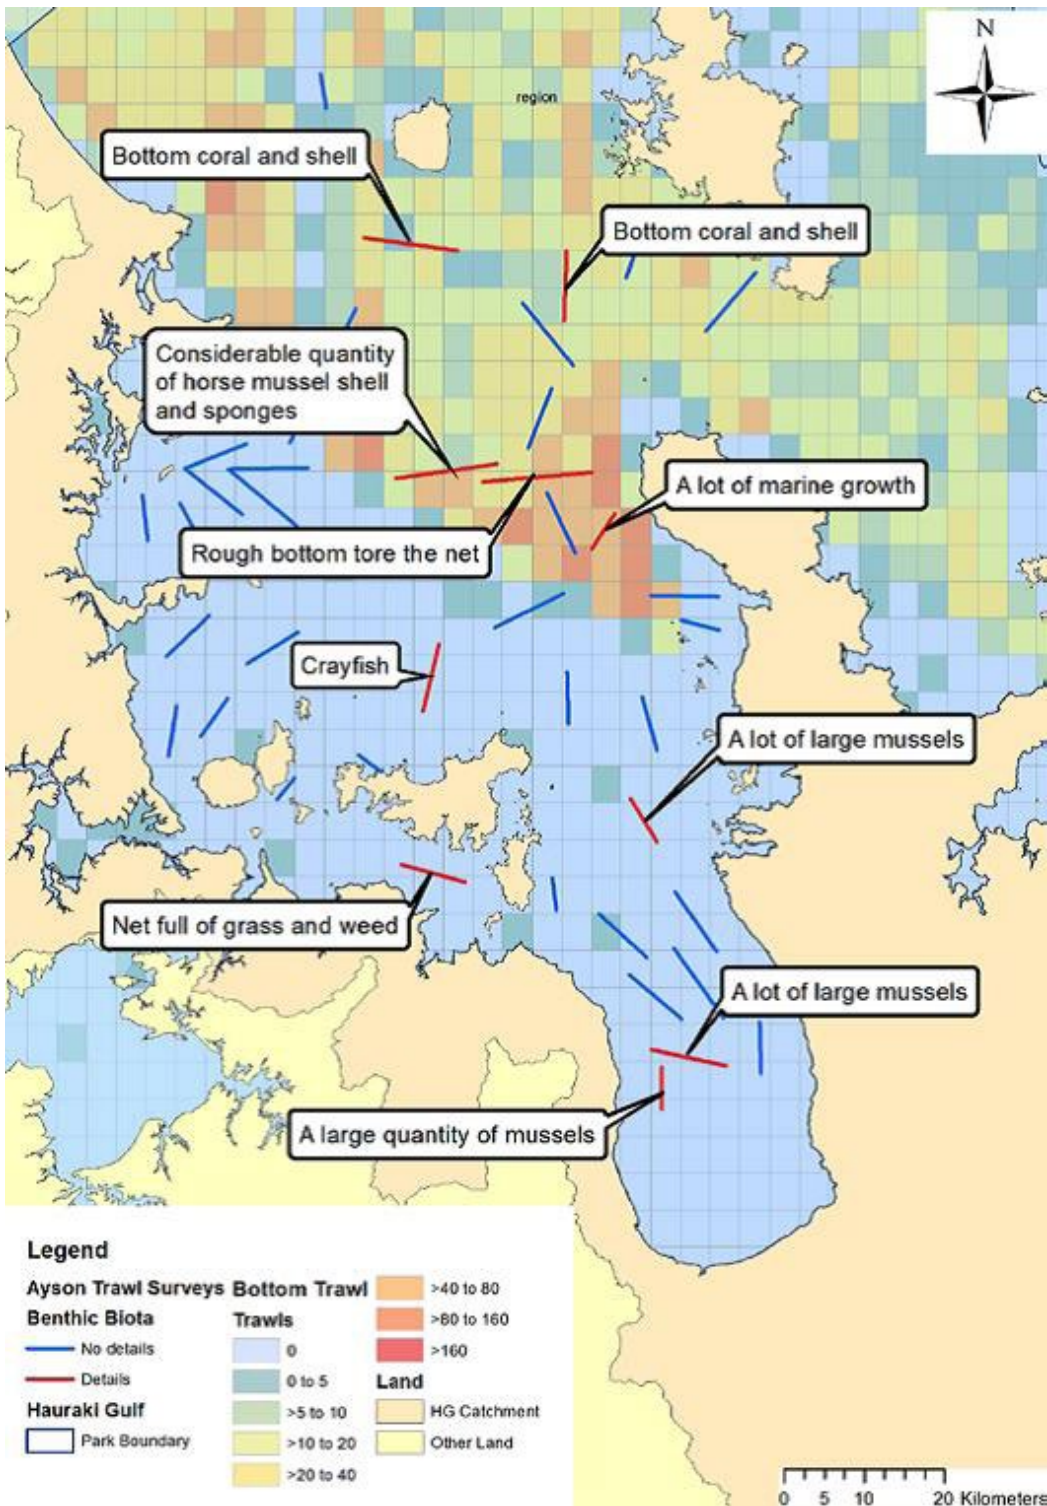 N
region
Bottom coral and shell
Bottom coral and shell
Considerable quantity
of horse mussel shell
and sponges
A lot of marine growth
Rough bottom tore the net
Crayfish
A lot of large mussels
Net full of grass and weed
A lot of large mussels
A large quantity of mussels
Legend
Ayson Trawl Surveys
Benthic Biota
No details
Details
Hauraki Gulf
Park Boundary
Bottom Trawl
Trawls
0
0 to 5
>5 to 10
>10 to 20
>20 to 40
>40 to 80
>80 to 160
>160
Land
HG Catchment
Other Land
0 5 10 20 Kilometers